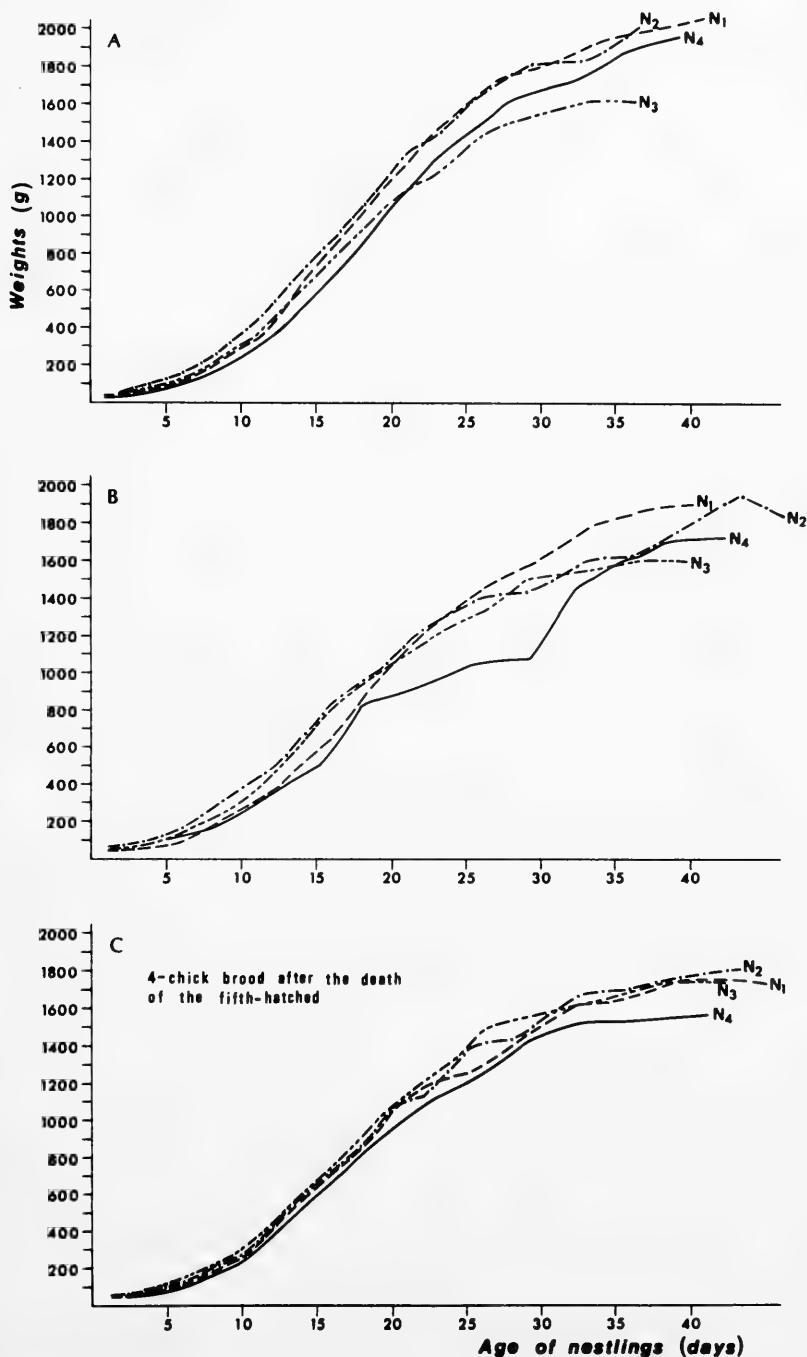 A
Weights (g)
2000
1800
1600
1400
1200
1000
800
600
400
200
5 10 15 20 25 30 35 40
N2
N1
N4
N3
B
2000
1800
1600
1400
1200
1000
800
600
400
200
5 10 15 20 25 30 35 40
N1
N2
N4
N3
C
4-chick brood after the death
of the fifth-hatched
2000
1800
1600
1400
1200
1000
800
600
400
200
5 10 15 20 25 30 35 40
N2
N1
N3
N4
Age of nestlings (days)